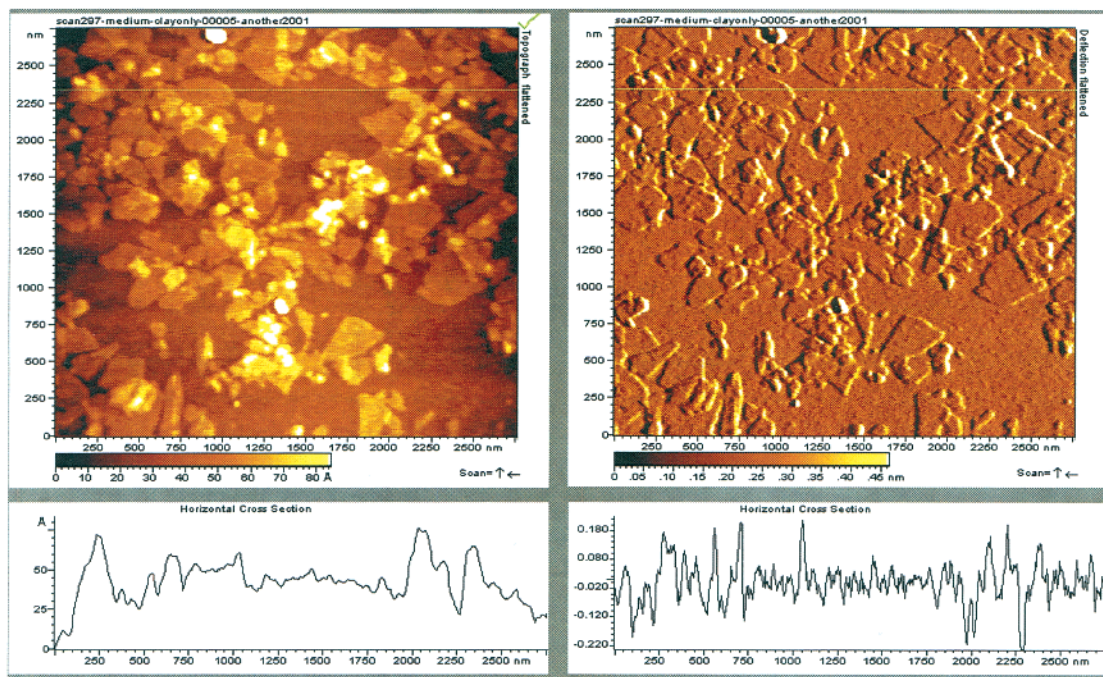 scan297-medium-clayonly-00005-another2001
nm
2500
2250
2000
1750
1500
1250
1000
750
500
250
0
250 500 750 1000 1250 1500 1750 2000 2500 nm
Topograph flattened
0 10 20 30 40 50 60 70 80 A
Scan=↑←
scan297-medium-clayonly-00005-another2001
nm
2500
2250
2000
1750
1500
1250
1000
750
500
250
0
250 500 750 1000 1250 1500 1750 2000 2500 nm
Deflection flattened
0 .05 .10 .15 .20 .25 .30 .35 .40 .45 nm
Scan=↑←
Horizontal Cross Section
A
50
25
0
250 500 750 1000 1250 1500 1750 2000 2500 nm
Horizontal Cross Section
0.180
0.080
-0.020
-0.120
-0.220
250 500 750 1000 1250 1500 1750 2000 2500 nm